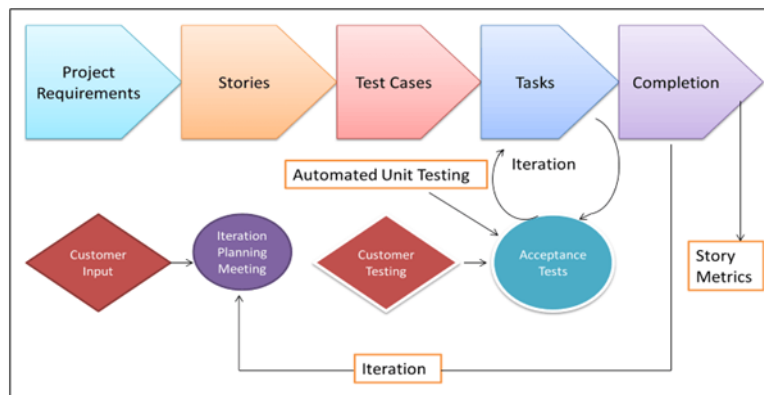 Project
Requirements
Stories
Test Cases
Tasks
Completion
Automated Unit Testing
Iteration
Customer
Input
Iteration
Planning
Meeting
Customer
Testing
Acceptance
Tests
Story
Metrics
Iteration